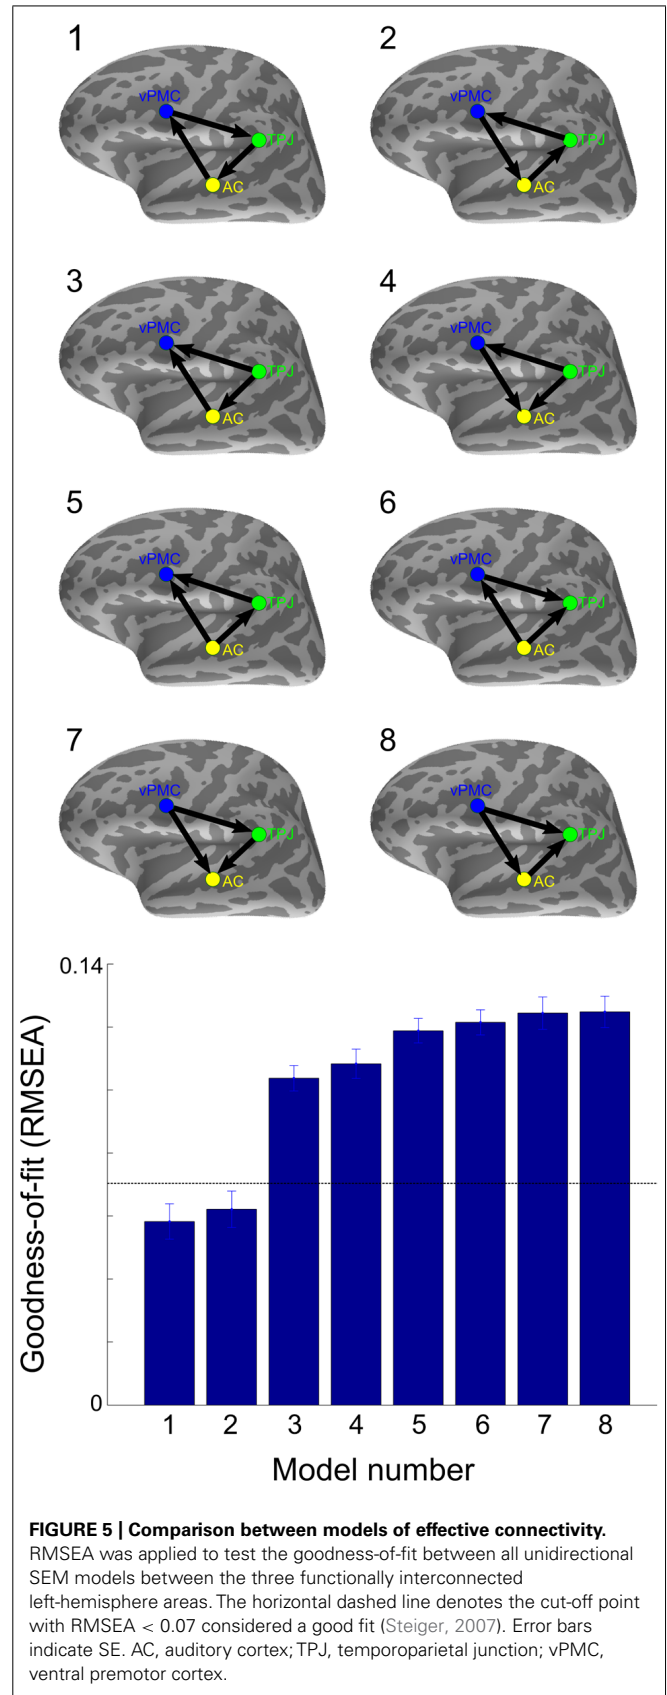 1
2
vPMC
TPJ
AC
vPMC
TPJ
AC
3
4
vPMC
TPJ
AC
vPMC
TPJ
AC
5
6
vPMC
TPJ
AC
vPMC
TPJ
AC
7
8
vPMC
TPJ
AC
vPMC
TPJ
AC
0.14
Goodness-of-fit (RMSEA)
0
1 2 3 4 5 6 7 8
Model number
FIGURE 5 | Comparison between models of effective connectivity.
RMSEA was applied to test the goodness-of-fit between all unidirectional
SEM models between the three functionally interconnected
left-hemisphere areas. The horizontal dashed line denotes the cut-off point
with RMSEA < 0.07 considered a good fit (Steiger, 2007). Error bars
indicate SE. AC, auditory cortex; TPJ, temporoparietal junction; vPMC,
ventral premotor cortex.